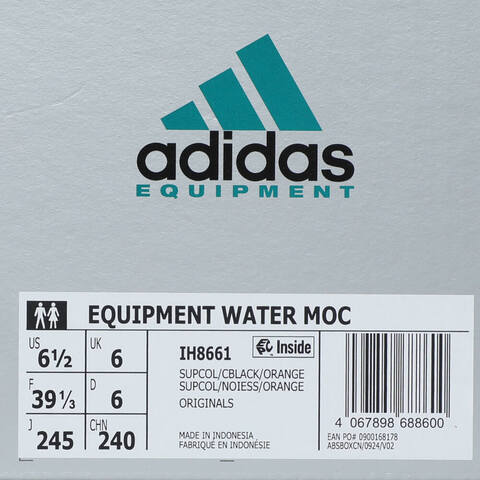 adidas
EQUIPMENT
EQUIPMENT WATER MOC
US 6½ UK 6
F 39⅓ D 6
J 245 CHN 240
IH8661 Inside
SUPCOL/CBLACK/ORANGE
SUPCOL/NOIESS/ORANGE
ORIGINALS
MADE IN INDONESIA
FABRIQUÉ EN INDONÉSIE
4 067898 688600
EAN PO# 0900168178
ABSBOXCN/0924/V02